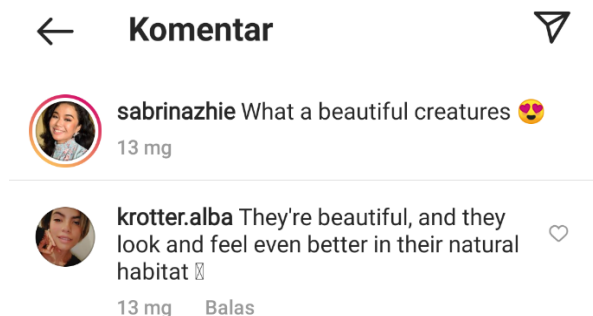 Komentar
sabrinazhie What a beautiful creatures 😍
13 mg
krotter.alba They're beautiful, and they
look and feel even better in their natural
habitat
13 mg Balas